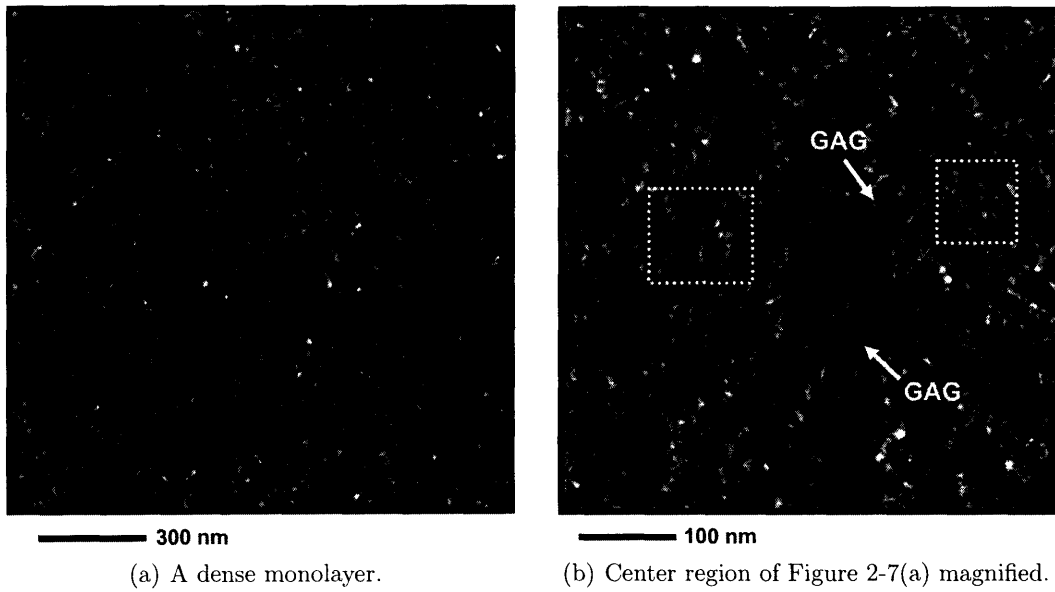 GAG
GAG
300 nm
100 nm
(a) A dense monolayer.
(b) Center region of Figure 2-7(a) magnified.